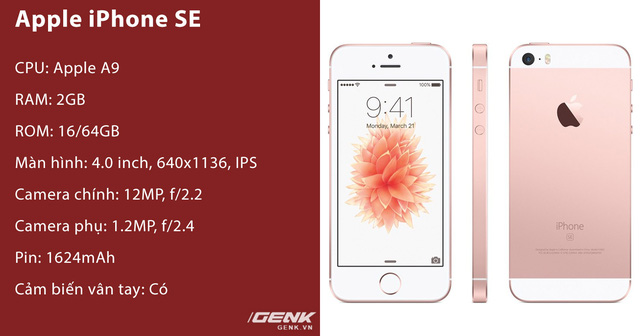 Apple iPhone SE
CPU: Apple A9
RAM: 2GB
ROM: 16/64GB
Màn hình: 4.0 inch, 640x1136, IPS
Camera chính: 12MP, f/2.2
Camera phụ: 1.2MP, f/2.4
Pin: 1624mAh
Cảm biến vân tay: Có
GENK
GENK.VN
100%
9:41
Monday, March 21
iPhone
SE